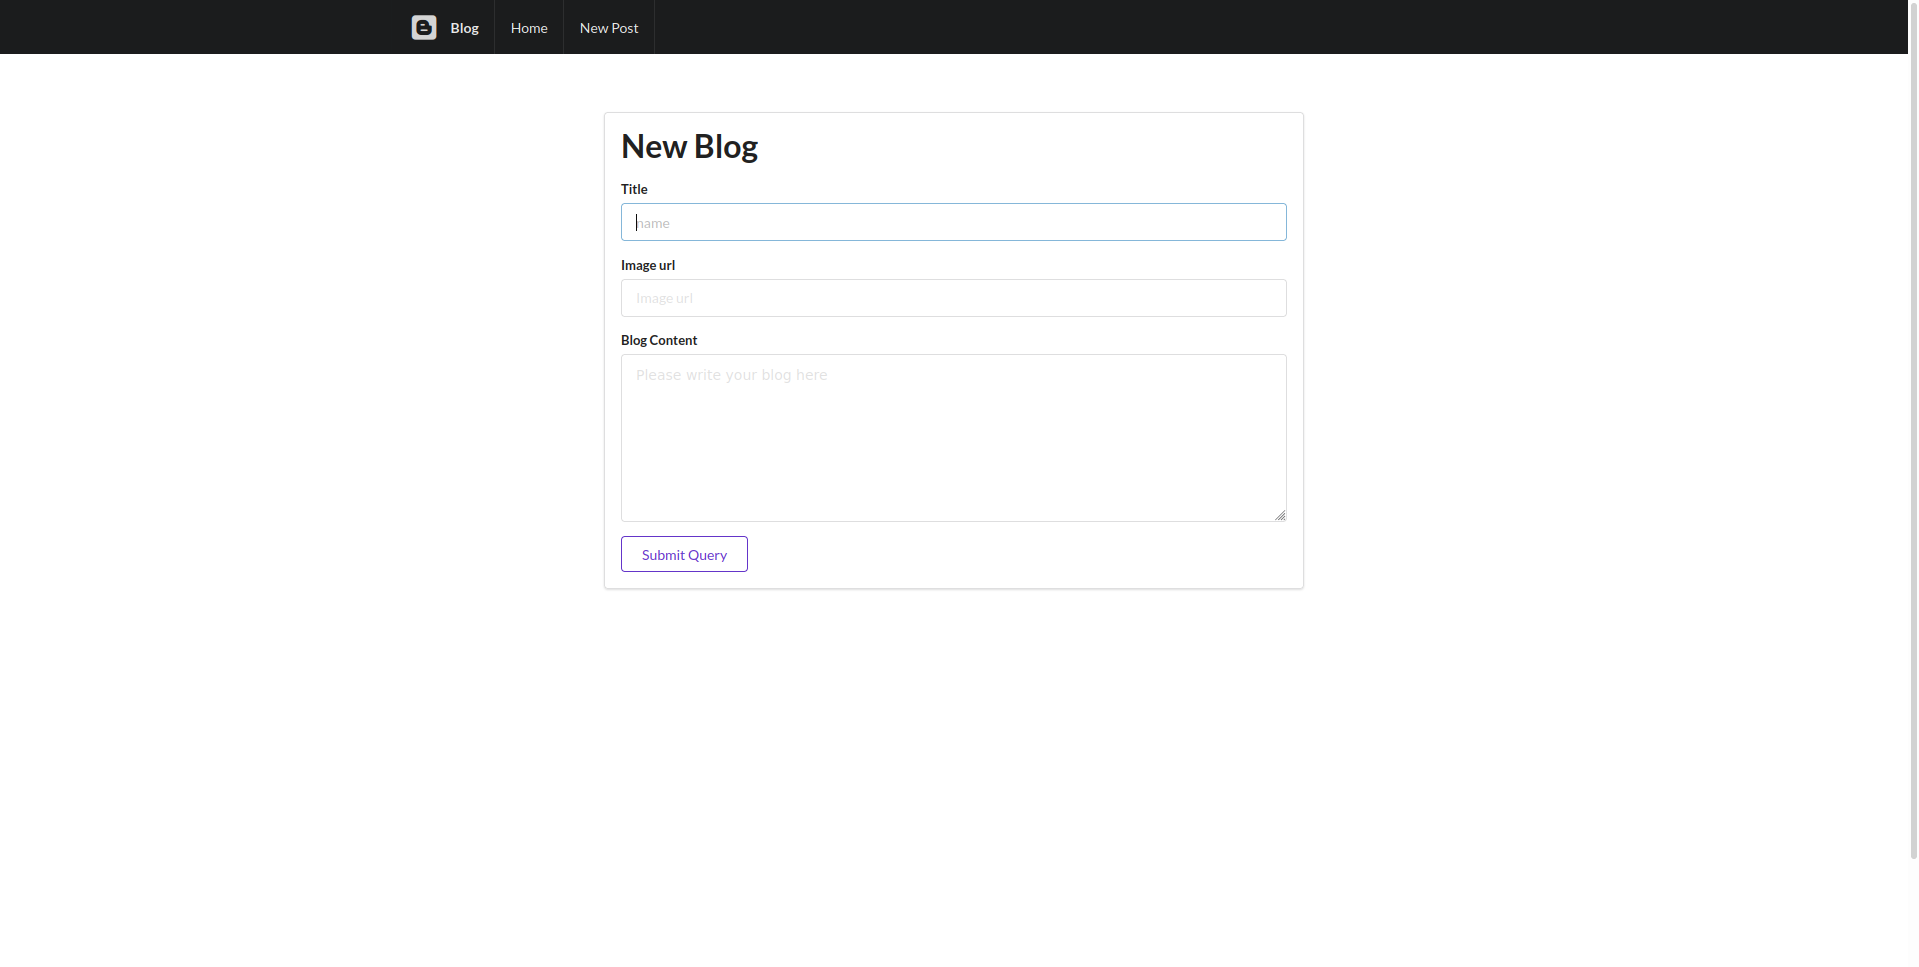 Blog Home New Post
New Blog
Title
name
Image url
Image url
Blog Content
Please write your blog here
Submit Query